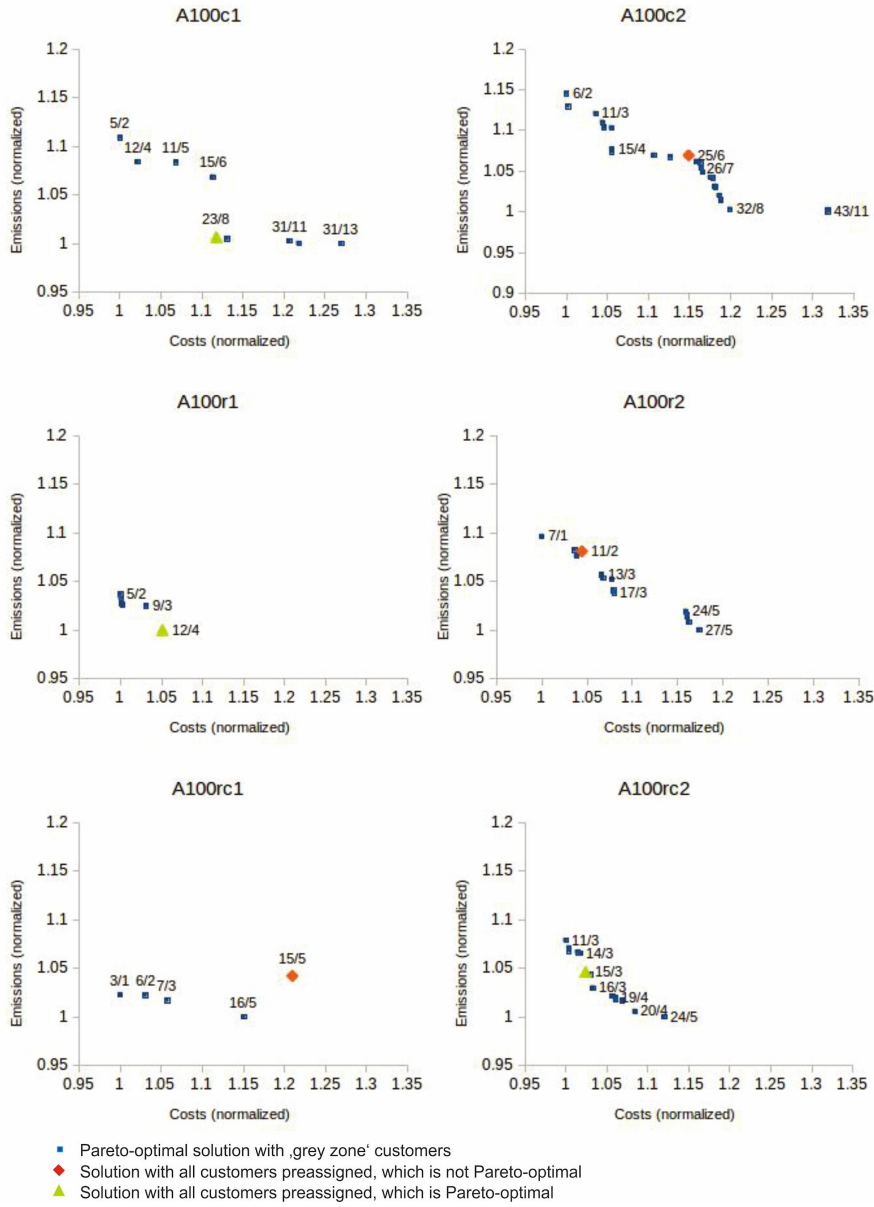 A100c1
1.2
1.15
1.1
1.05
1
0.95
Emissions (normalized)
5/2
12/4
11/5
15/6
23/8
31/11
31/13
0.95 1 1.05 1.1 1.15 1.2 1.25 1.3 1.35
Costs (normalized)
A100c2
1.2
1.15
1.1
1.05
1
0.95
0.9
Emissions (normalized)
6/2
11/3
15/4
25/6
26/7
32/8
43/11
0.95 1 1.05 1.1 1.15 1.2 1.25 1.3 1.35
Costs (normalized)
A100r1
1.2
1.15
1.1
1.05
1
0.95
Emissions (normalized)
5/2
9/3
12/4
0.95 1 1.05 1.1 1.15 1.2 1.25 1.3 1.35
Costs (normalized)
A100r2
1.2
1.15
1.1
1.05
1
0.95
Emissions (normalized)
7/1
11/2
13/3
17/3
24/5
27/5
0.95 1 1.05 1.1 1.15 1.2 1.25 1.3 1.35
Costs (normalized)
A100rc1
1.2
1.15
1.1
1.05
1
0.95
Emissions (normalized)
3/1
6/2
7/3
16/5
15/5
0.95 1 1.05 1.1 1.15 1.2 1.25 1.3 1.35
Costs (normalized)
A100rc2
1.2
1.15
1.1
1.05
1
0.95
Emissions (normalized)
11/3
14/3
15/3
16/3
19/4
20/4
24/5
0.95 1 1.05 1.1 1.15 1.2 1.25 1.3 1.35
Costs (normalized)
Pareto-optimal solution with ‚grey zone‘ customers
Solution with all customers preassigned, which is not Pareto-optimal
Solution with all customers preassigned, which is Pareto-optimal